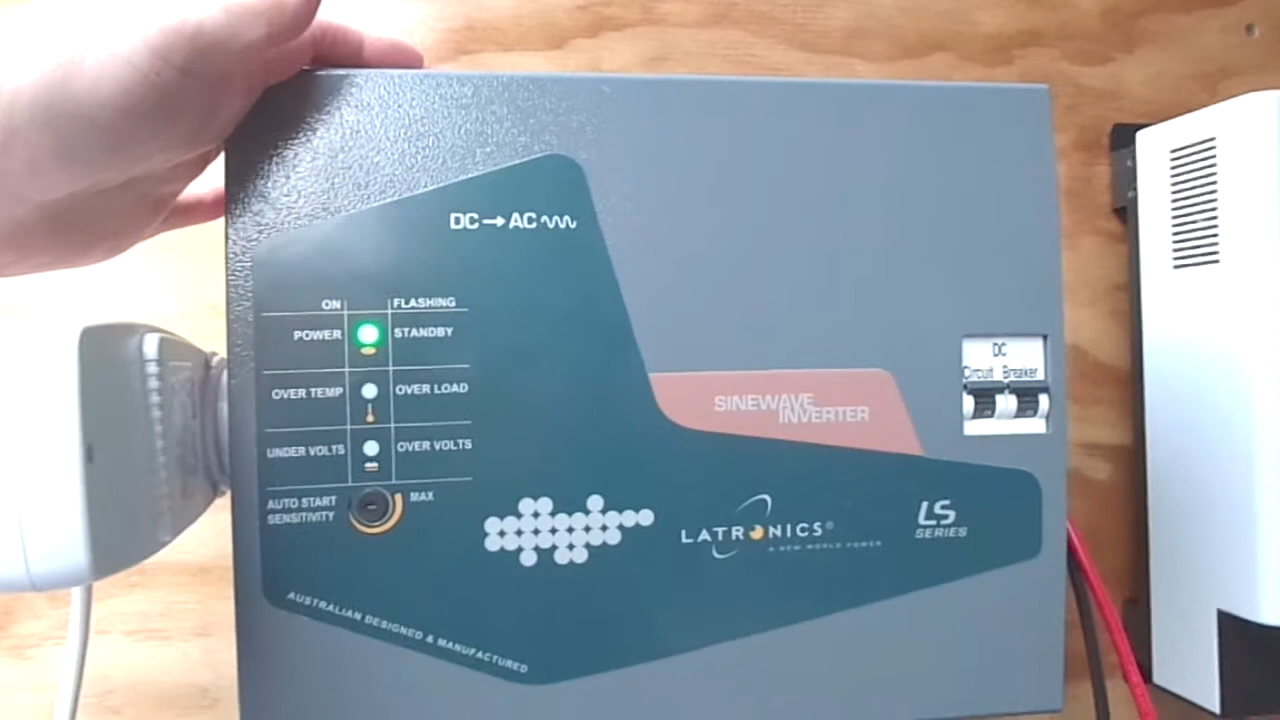 DC → AC
ON FLASHING
POWER STANDBY
OVER TEMP OVER LOAD
UNDER VOLTS OVER VOLTS
AUTO START
SENSITIVITY
MAX
DC
Circuit Breaker
SINEWAVE
INVERTER
LATRONICS®
A NEW WORLD POWER
LS
SERIES
AUSTRALIAN DESIGNED & MANUFACTURED